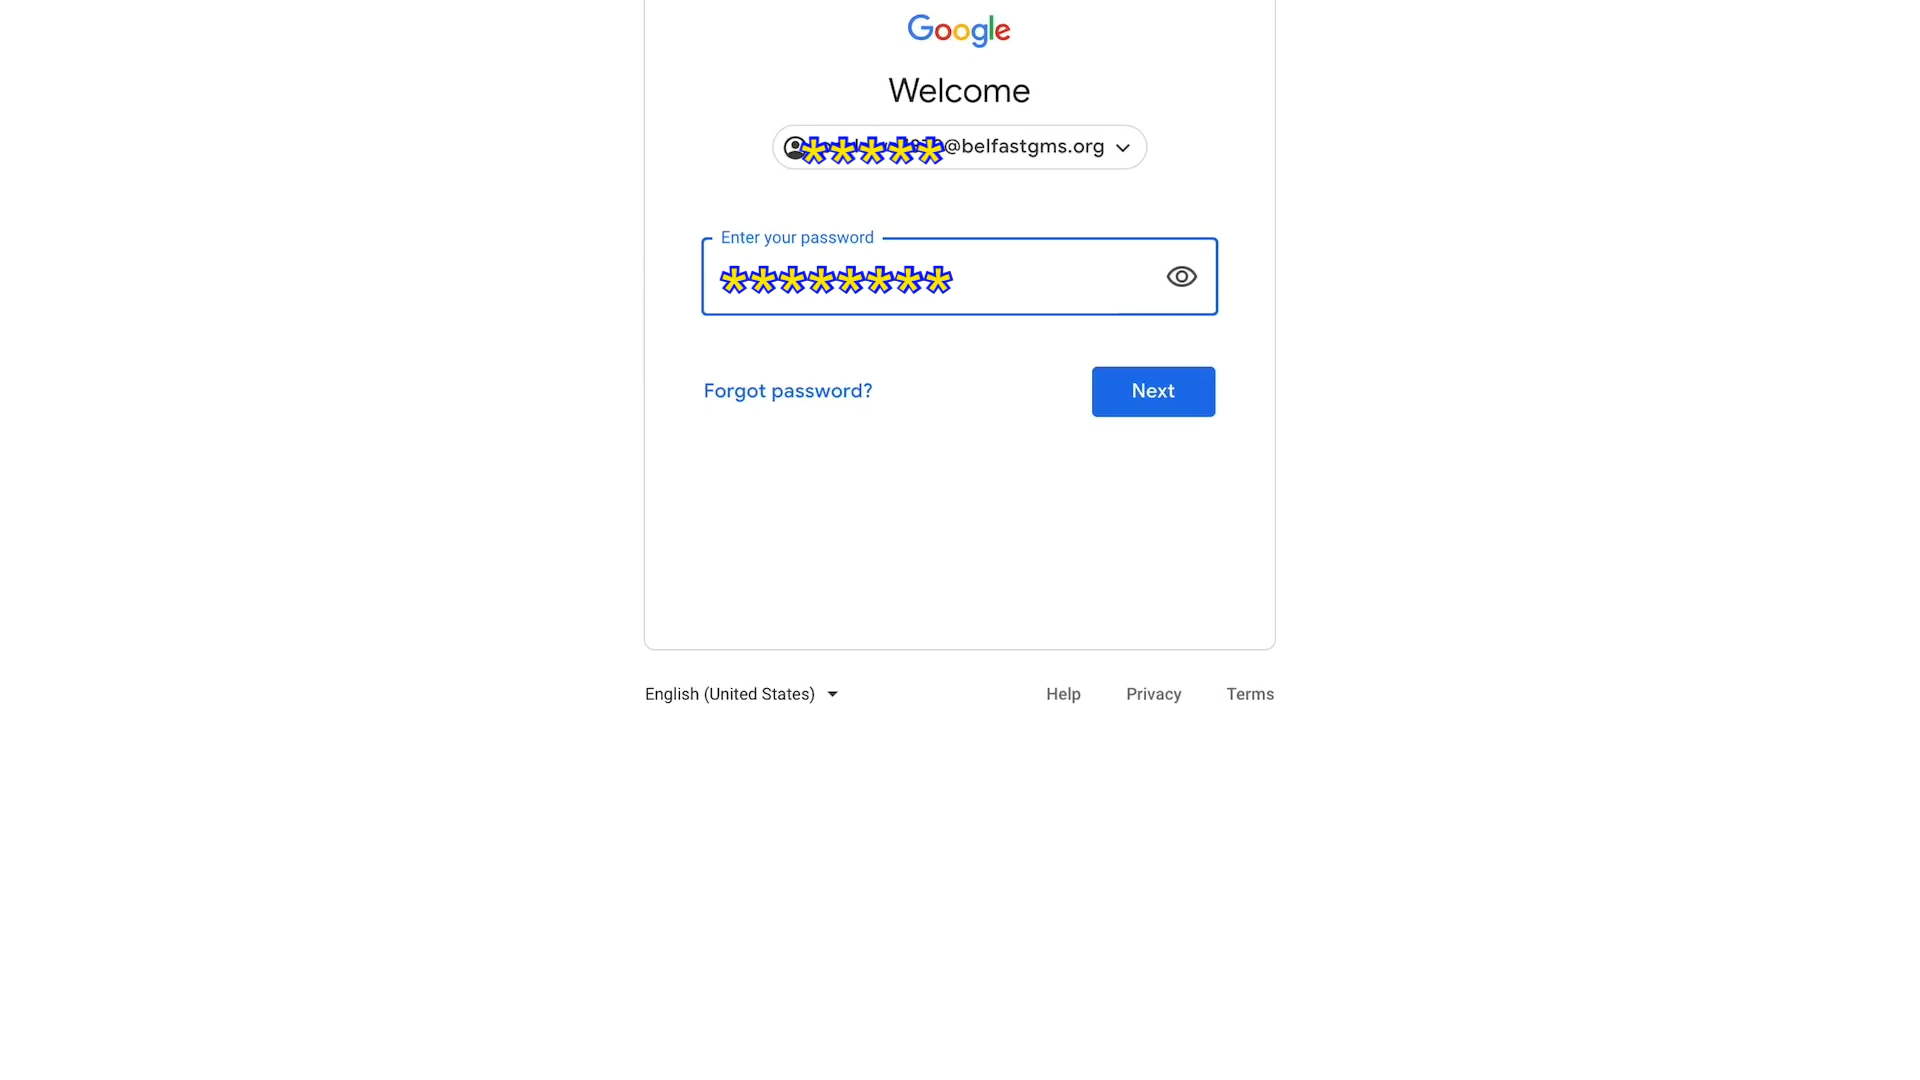 Google
Welcome
*****@belfastgms.org
Enter your password
********
Forgot password?
Next
English (United States)
Help Privacy Terms